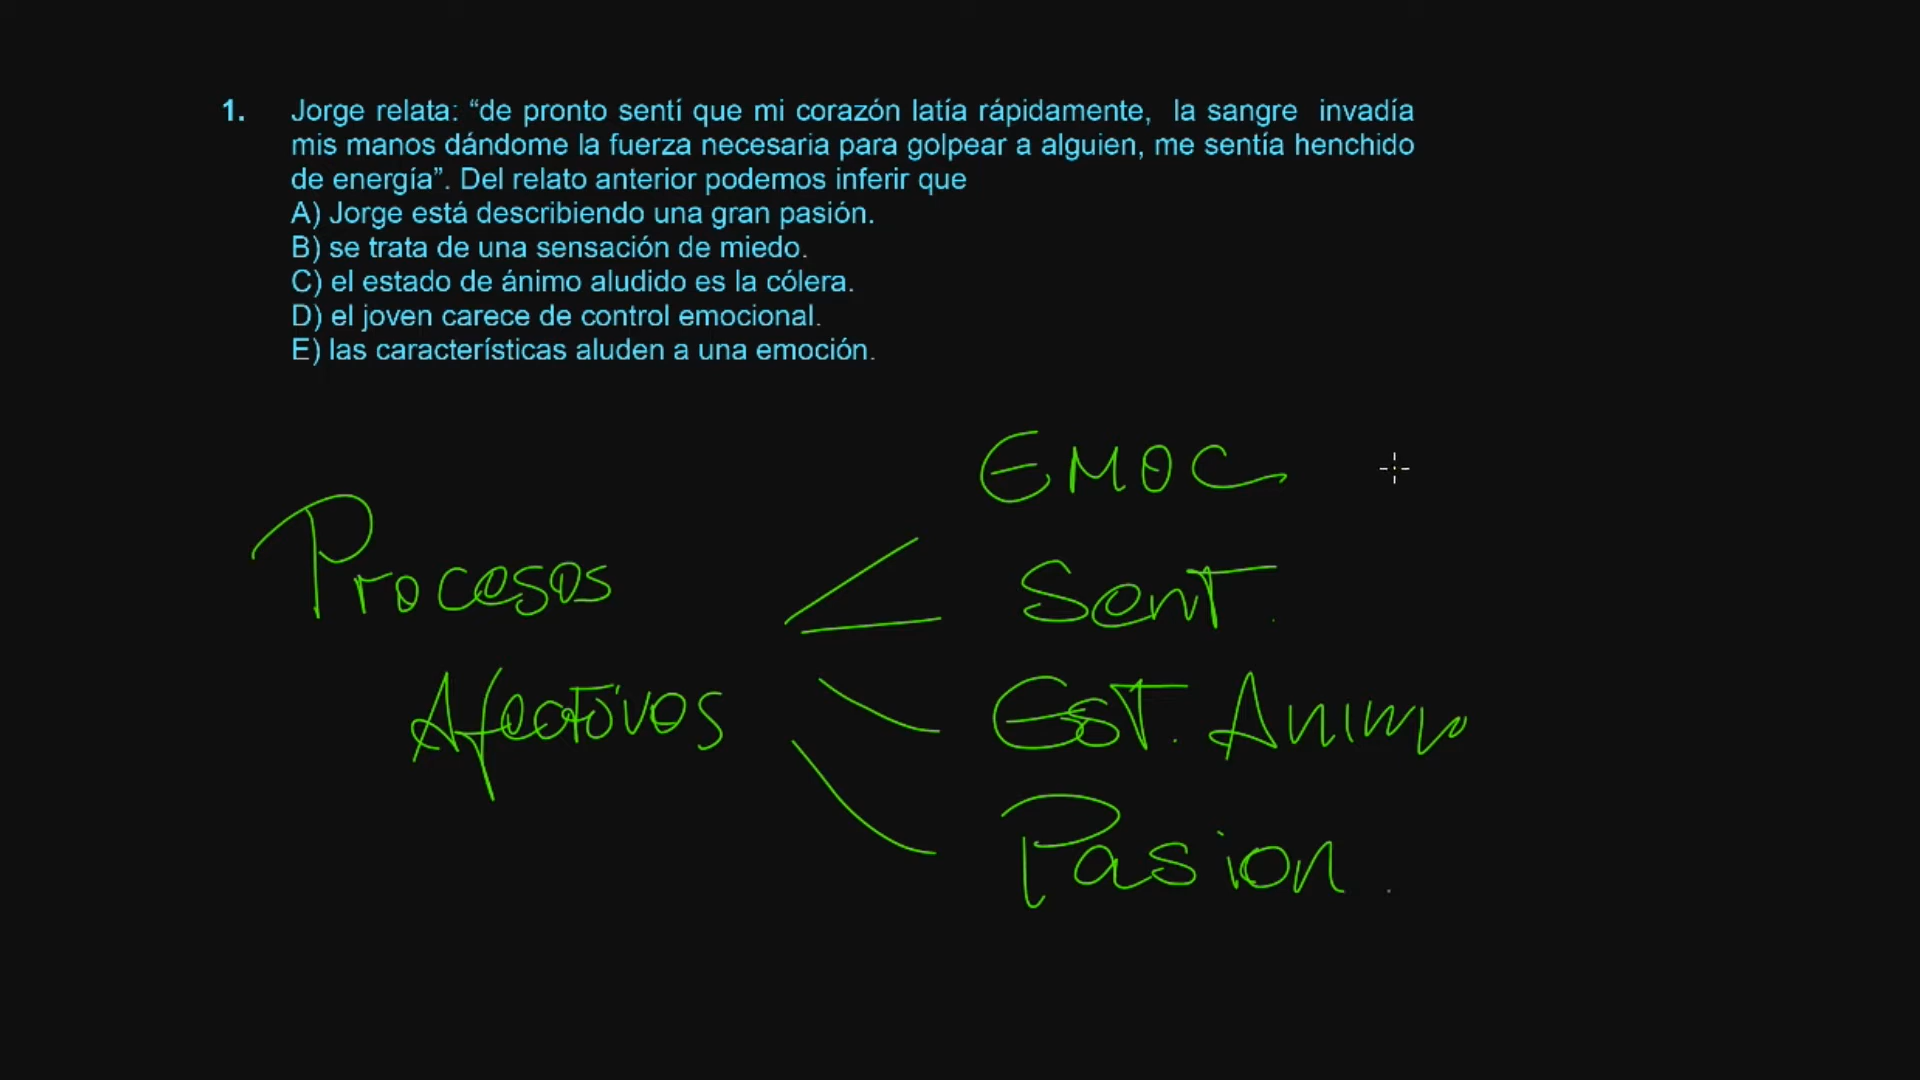 1. Jorge relata: “de pronto sentí que mi corazón latía rápidamente, la sangre invadía
mis manos dándome la fuerza necesaria para golpear a alguien, me sentía henchido
de energía”. Del relato anterior podemos inferir que
A) Jorge está describiendo una gran pasión.
B) se trata de una sensación de miedo.
C) el estado de ánimo aludido es la cólera.
D) el joven carece de control emocional.
E) las características aluden a una emoción.
EMOC
Procesos
Sent.
Afectivos
Est. Animo
Pasion.